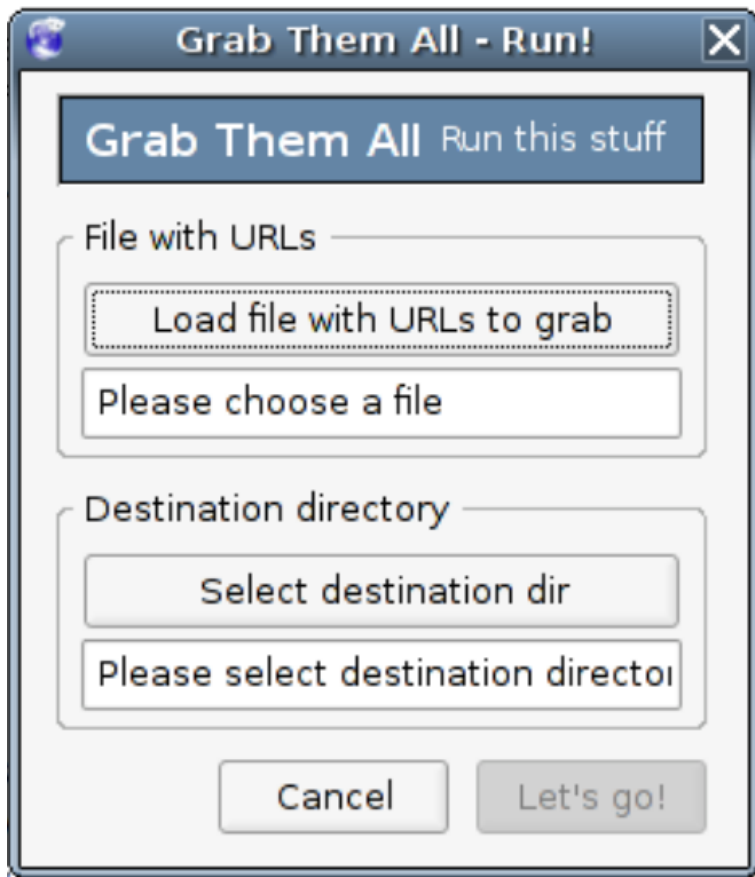 Grab Them All - Run!
Grab Them All Run this stuff
File with URLs
Load file with URLs to grab
Please choose a file
Destination directory
Select destination dir
Please select destination director
Cancel Let's go!